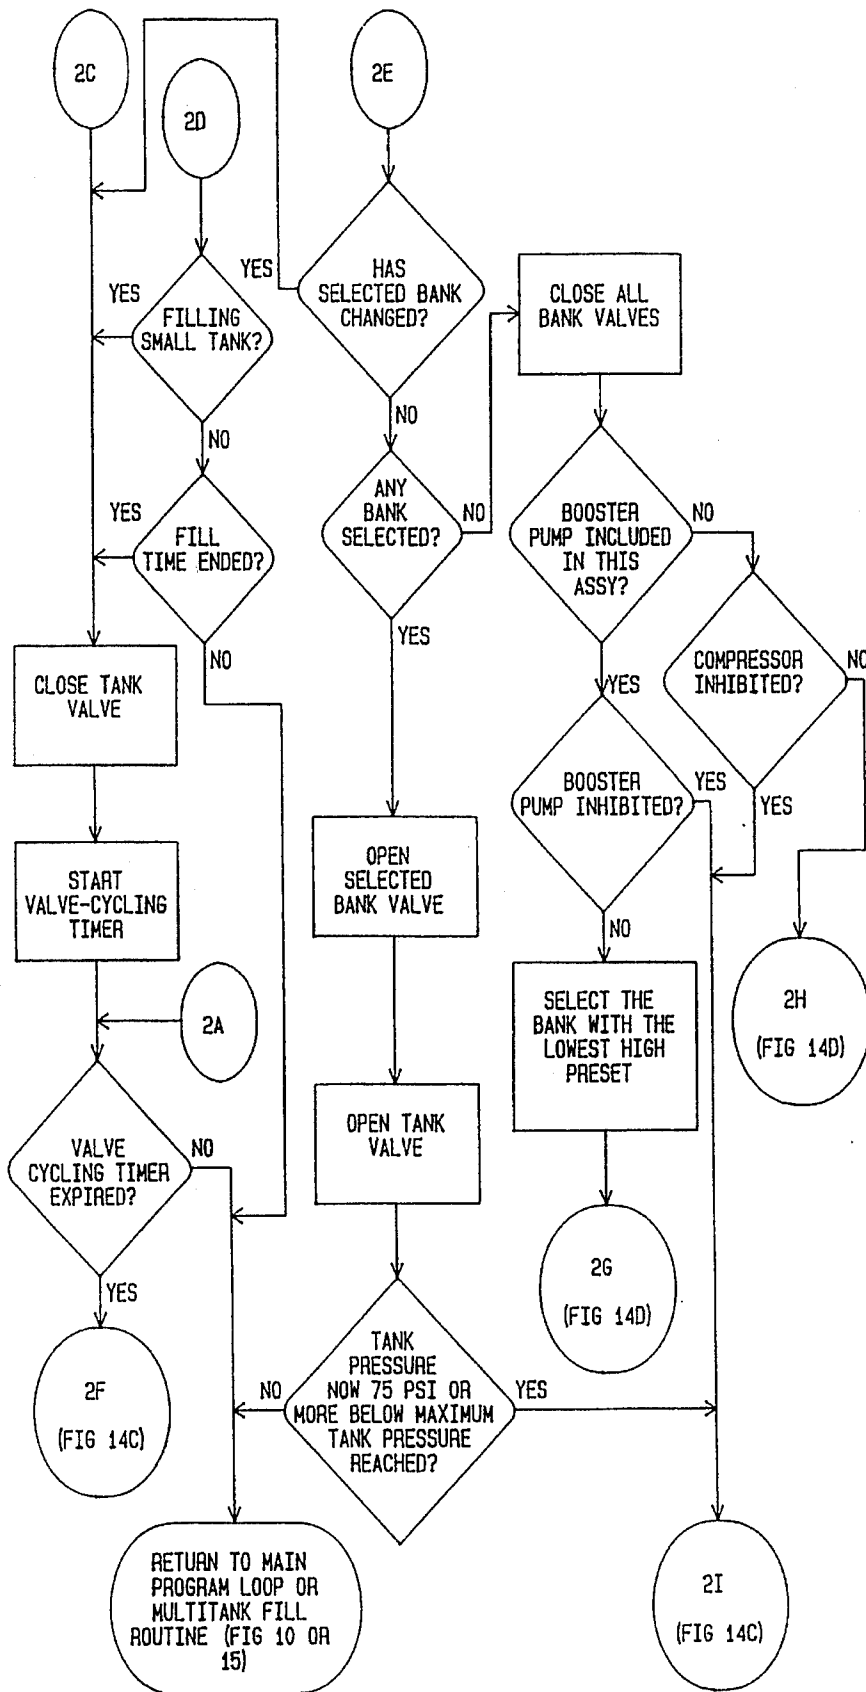 2C
2D
2E
YES
FILLING
SMALL TANK?
NO
YES
FILL
TIME ENDED?
NO
YES
HAS
SELECTED BANK
CHANGED?
NO
ANY
BANK
SELECTED?
NO
YES
CLOSE ALL
BANK VALVES
BOOSTER
PUMP INCLUDED
IN THIS
ASSY?
NO
YES
COMPRESSOR
INHIBITED?
NO
YES
BOOSTER
PUMP INHIBITED?
YES
NO
CLOSE TANK
VALVE
START
VALVE-CYCLING
TIMER
2A
OPEN
SELECTED
BANK VALVE
SELECT THE
BANK WITH THE
LOWEST HIGH
PRESET
2H
(FIG 14D)
VALVE
CYCLING TIMER
EXPIRED?
NO
YES
OPEN TANK
VALVE
2G
(FIG 14D)
2F
(FIG 14C)
TANK
PRESSURE
NOW 75 PSI OR
MORE BELOW MAXIMUM
TANK PRESSURE
REACHED?
NO
YES
RETURN TO MAIN
PROGRAM LOOP OR
MULTITANK FILL
ROUTINE (FIG 10 OR
15)
2I
(FIG 14C)